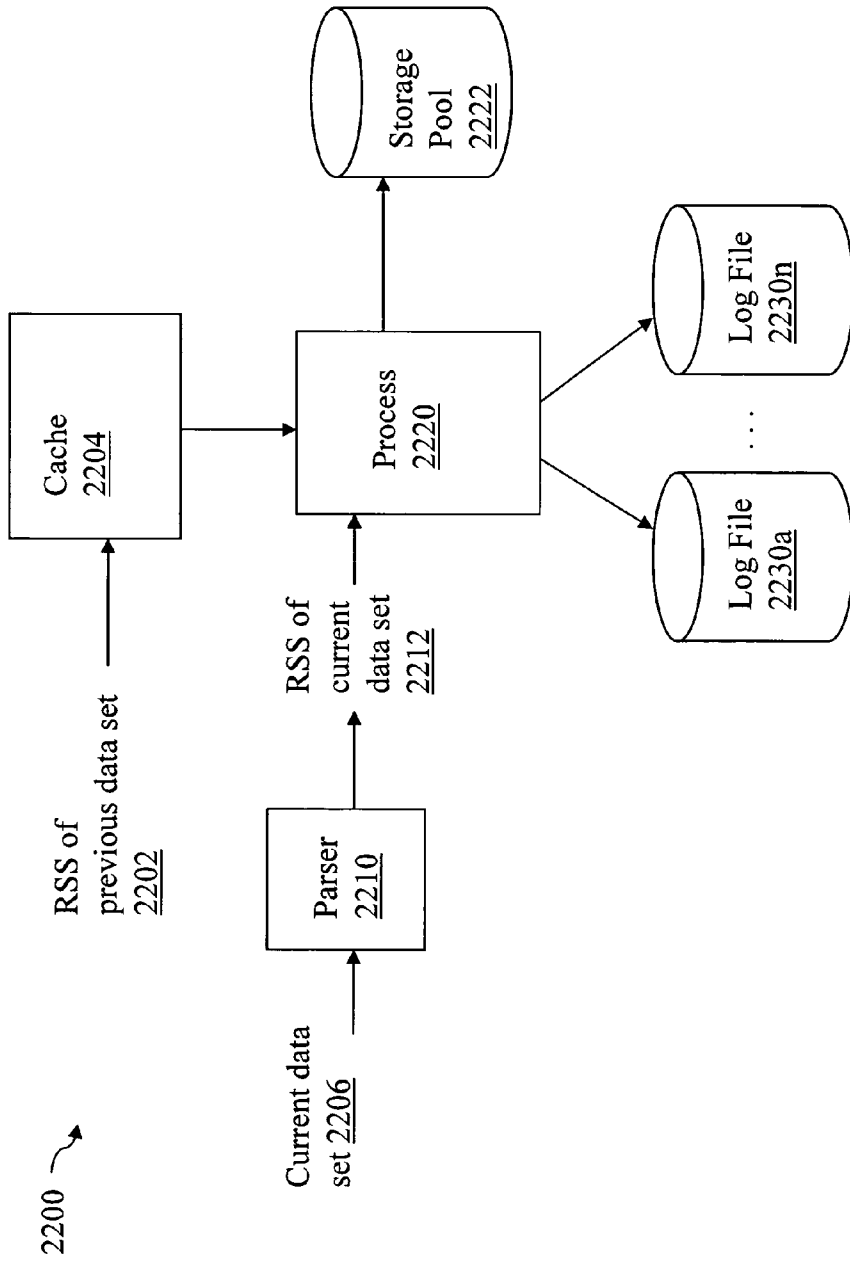 2200
RSS of
previous data set
2202
Cache
2204
Current data
set 2206
Parser
2210
RSS of
current
data set
2212
Process
2220
Storage
Pool
2222
Log File
2230a
. . .
Log File
2230n